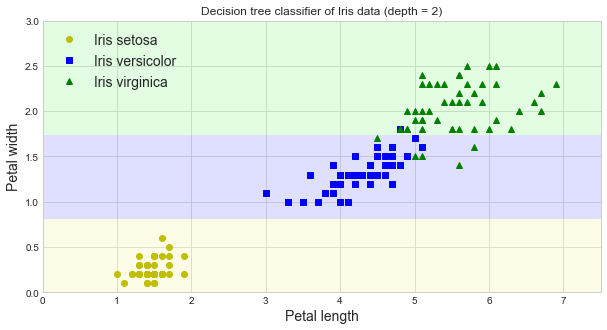 Decision tree classifier of Iris data (depth = 2)
3.0
2.5
2.0
1.5
1.0
0.5
0.0
Petal width
Iris setosa
Iris versicolor
Iris virginica
0 1 2 3 4 5 6 7
Petal length